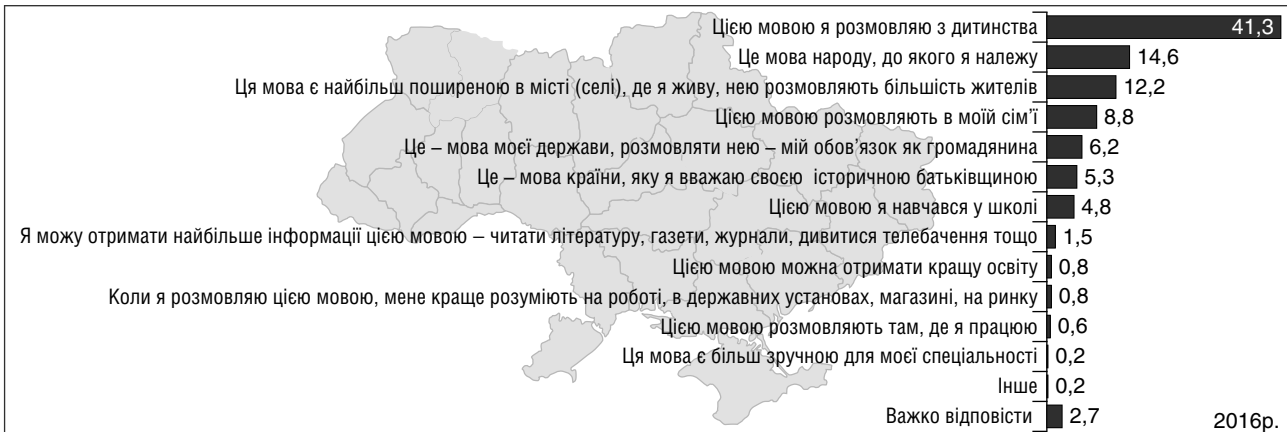 Цією мовою я розмовляю з дитинства 41,3
Це мова народу, до якого я належу 14,6
Ця мова є найбільш поширеною в місті (селі), де я живу, нею розмовляють більшість жителів 12,2
Цією мовою розмовляють в моїй сім’ї 8,8
Це – мова моєї держави, розмовляти нею – мій обов’язок як громадянина 6,2
Це – мова країни, яку я вважаю своєю історичною батьківщиною 5,3
Цією мовою я навчався у школі 4,8
Я можу отримати найбільше інформації цією мовою – читати літературу, газети, журнали, дивитися телебачення тощо 1,5
Цією мовою можна отримати кращу освіту 0,8
Коли я розмовляю цією мовою, мене краще розуміють на роботі, в державних установах, магазині, на ринку 0,8
Цією мовою розмовляють там, де я працюю 0,6
Ця мова є більш зручною для моєї спеціальності 0,2
Інше 0,2
Важко відповісти 2,7
2016р.